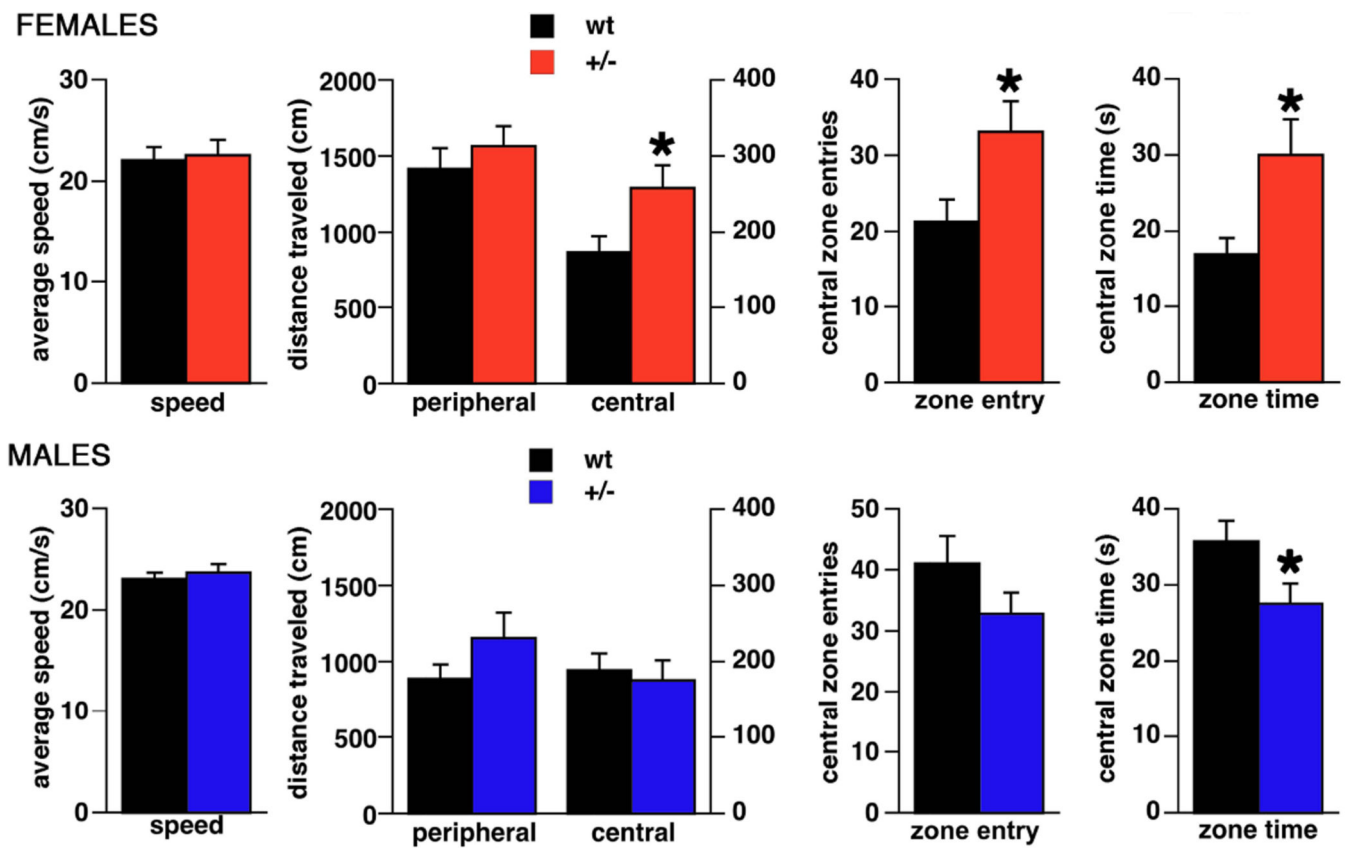 FEMALES
wt
+/-
average speed (cm/s)
30
20
10
0
speed
distance traveled (cm)
2000
1500
1000
500
0
peripheral
central
*
400
300
200
100
0
central zone entries
40
30
20
10
0
*
zone entry
central zone time (s)
40
30
20
10
0
*
zone time
MALES
wt
+/-
average speed (cm/s)
30
20
10
0
speed
distance traveled (cm)
2000
1500
1000
500
0
peripheral
central
400
300
200
100
0
central zone entries
50
40
30
20
10
0
zone entry
central zone time (s)
40
30
20
10
0
*
zone time